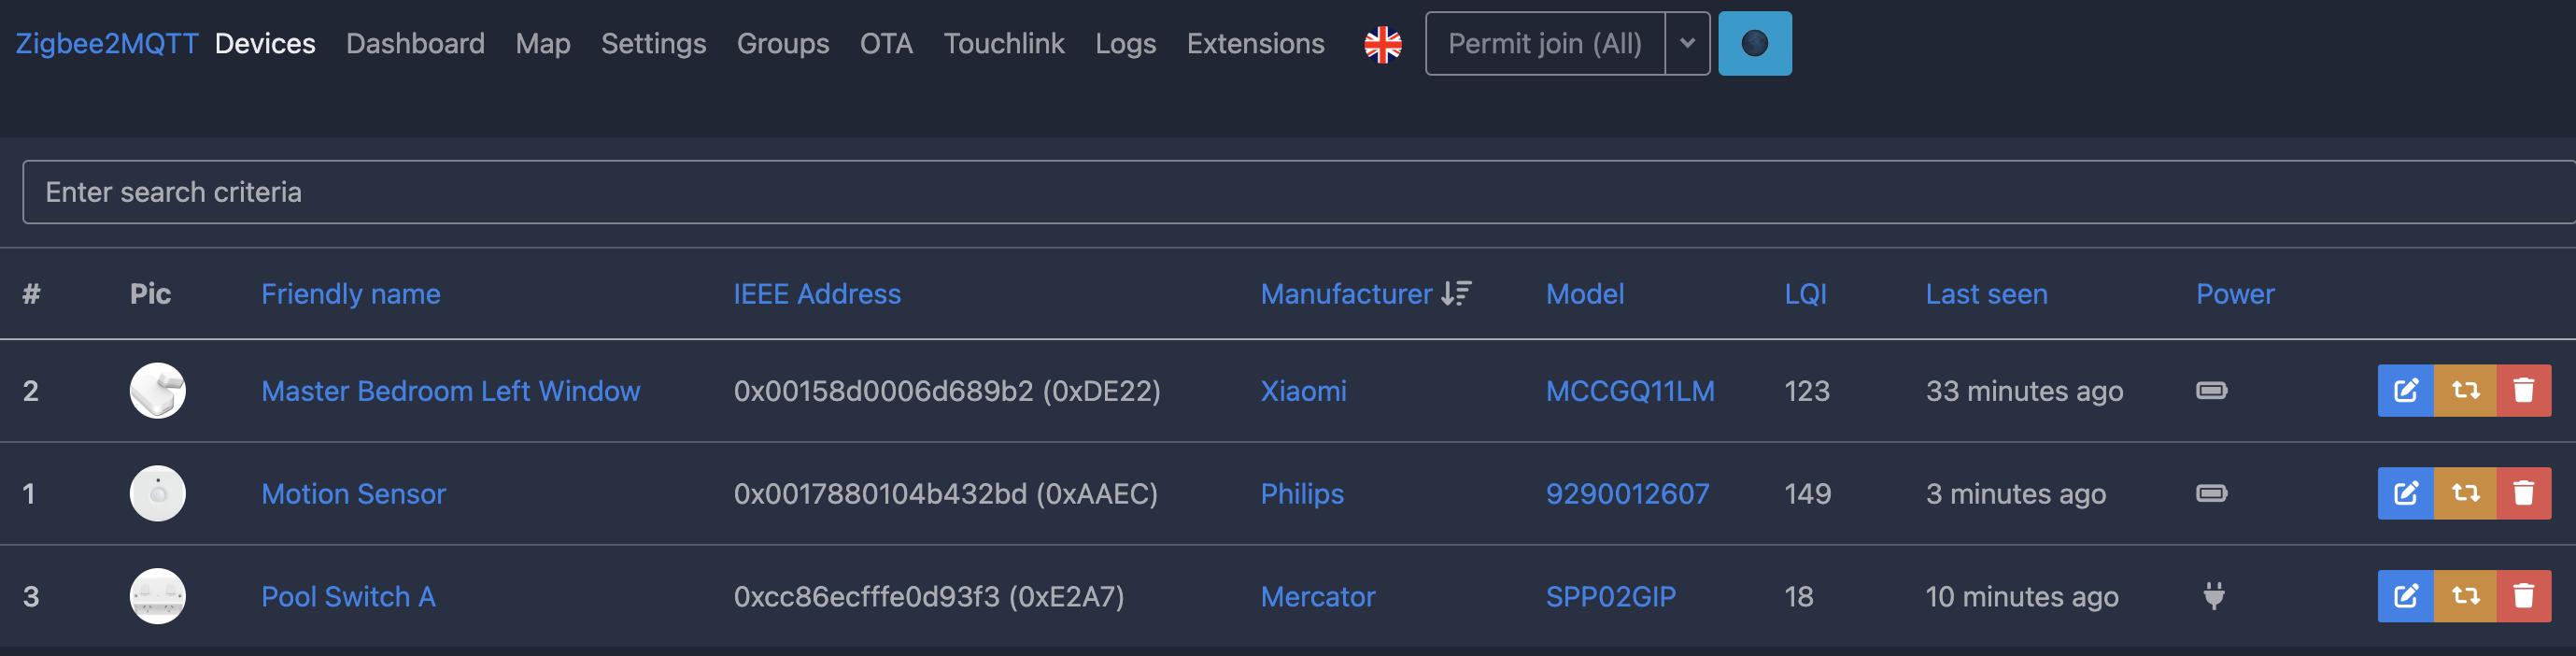 Zigbee2MQTT Devices Dashboard Map Settings Groups OTA Touchlink Logs Extensions Permit join (All)
Enter search criteria
# Pic Friendly name IEEE Address Manufacturer Model LQI Last seen Power
2 Master Bedroom Left Window 0x00158d0006d689b2 (0xDE22) Xiaomi MCCGQ11LM 123 33 minutes ago
1 Motion Sensor 0x0017880104b432bd (0xAAEC) Philips 9290012607 149 3 minutes ago
3 Pool Switch A 0xcc86ecfffe0d93f3 (0xE2A7) Mercator SPP02GIP 18 10 minutes ago